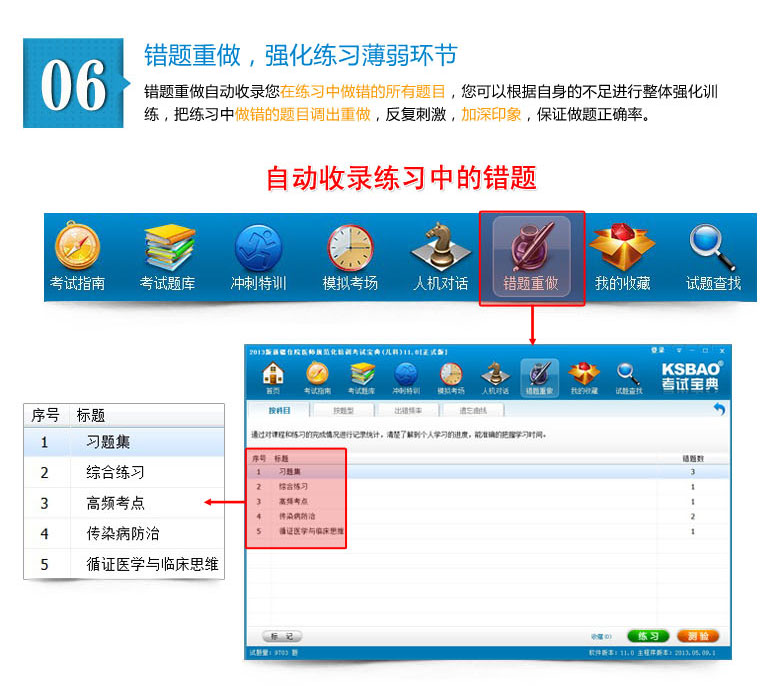 06
错题重做，强化练习薄弱环节
错题重做自动收录您在练习中做错的所有题目，您可以根据自身的不足进行整体强化训
练，把练习中做错的题目调出重做，反复刺激，加深印象，保证做题正确率。
自动收录练习中的错题
考试指南 考试题库 冲刺特训 模拟考场 人机对话 错题重做 我的收藏 试题查找
2013版新疆住院医师规范化培训考试宝典(儿科)11.0[正式版] 登录
首页 考试指南 考试题库 冲刺特训 模拟考场 人机对话 错题重做 我的收藏 试题查找
KSBAO®
考试宝典
按科目 按题型 出错频率 遗忘曲线
通过对课程和练习的完成情况进行记录统计，清楚了解到个人学习的进度，能准确的把握学习时间。
序号 标题 错题数
1 习题集 3
2 综合练习 1
3 高频考点 1
4 传染病防治 2
5 循证医学与临床思维 1
标 记 收藏(0) 练习 测验
试题量: 8703 题 软件版本: 11.0 主程序版本: 2013.05.09.1
序号 标题
1 习题集
2 综合练习
3 高频考点
4 传染病防治
5 循证医学与临床思维